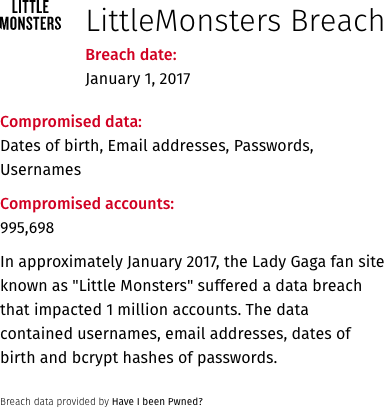 LITTLE
MONSTERS
LittleMonsters Breach
Breach date:
January 1, 2017
Compromised data:
Dates of birth, Email addresses, Passwords,
Usernames
Compromised accounts:
995,698
In approximately January 2017, the Lady Gaga fan site
known as "Little Monsters" suffered a data breach
that impacted 1 million accounts. The data
contained usernames, email addresses, dates of
birth and bcrypt hashes of passwords.
Breach data provided by Have I been Pwned?